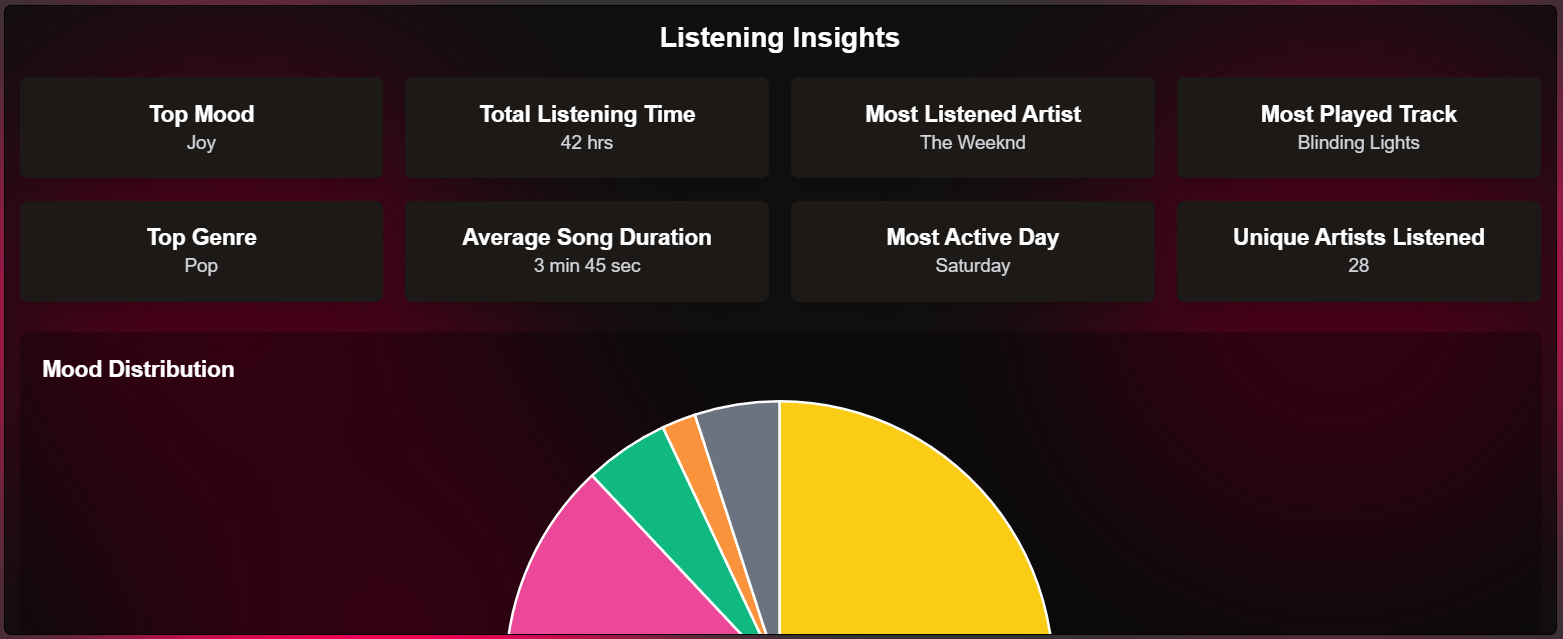 Listening Insights
Top Mood
Joy
Total Listening Time
42 hrs
Most Listened Artist
The Weeknd
Most Played Track
Blinding Lights
Top Genre
Pop
Average Song Duration
3 min 45 sec
Most Active Day
Saturday
Unique Artists Listened
28
Mood Distribution